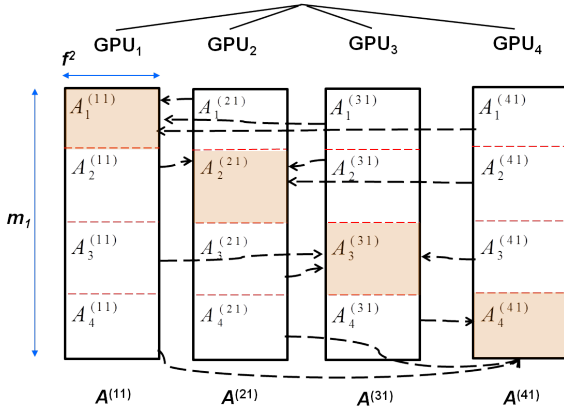 GPU₁ GPU₂ GPU₃ GPU₄
f²
A₁⁽¹¹⁾ A₁⁽²¹⁾ A₁⁽³¹⁾ A₁⁽⁴¹⁾
A₂⁽¹¹⁾ A₂⁽²¹⁾ A₂⁽³¹⁾ A₂⁽⁴¹⁾
m₁
A₃⁽¹¹⁾ A₃⁽²¹⁾ A₃⁽³¹⁾ A₃⁽⁴¹⁾
A₄⁽¹¹⁾ A₄⁽²¹⁾ A₄⁽³¹⁾ A₄⁽⁴¹⁾
A⁽¹¹⁾ A⁽²¹⁾ A⁽³¹⁾ A⁽⁴¹⁾